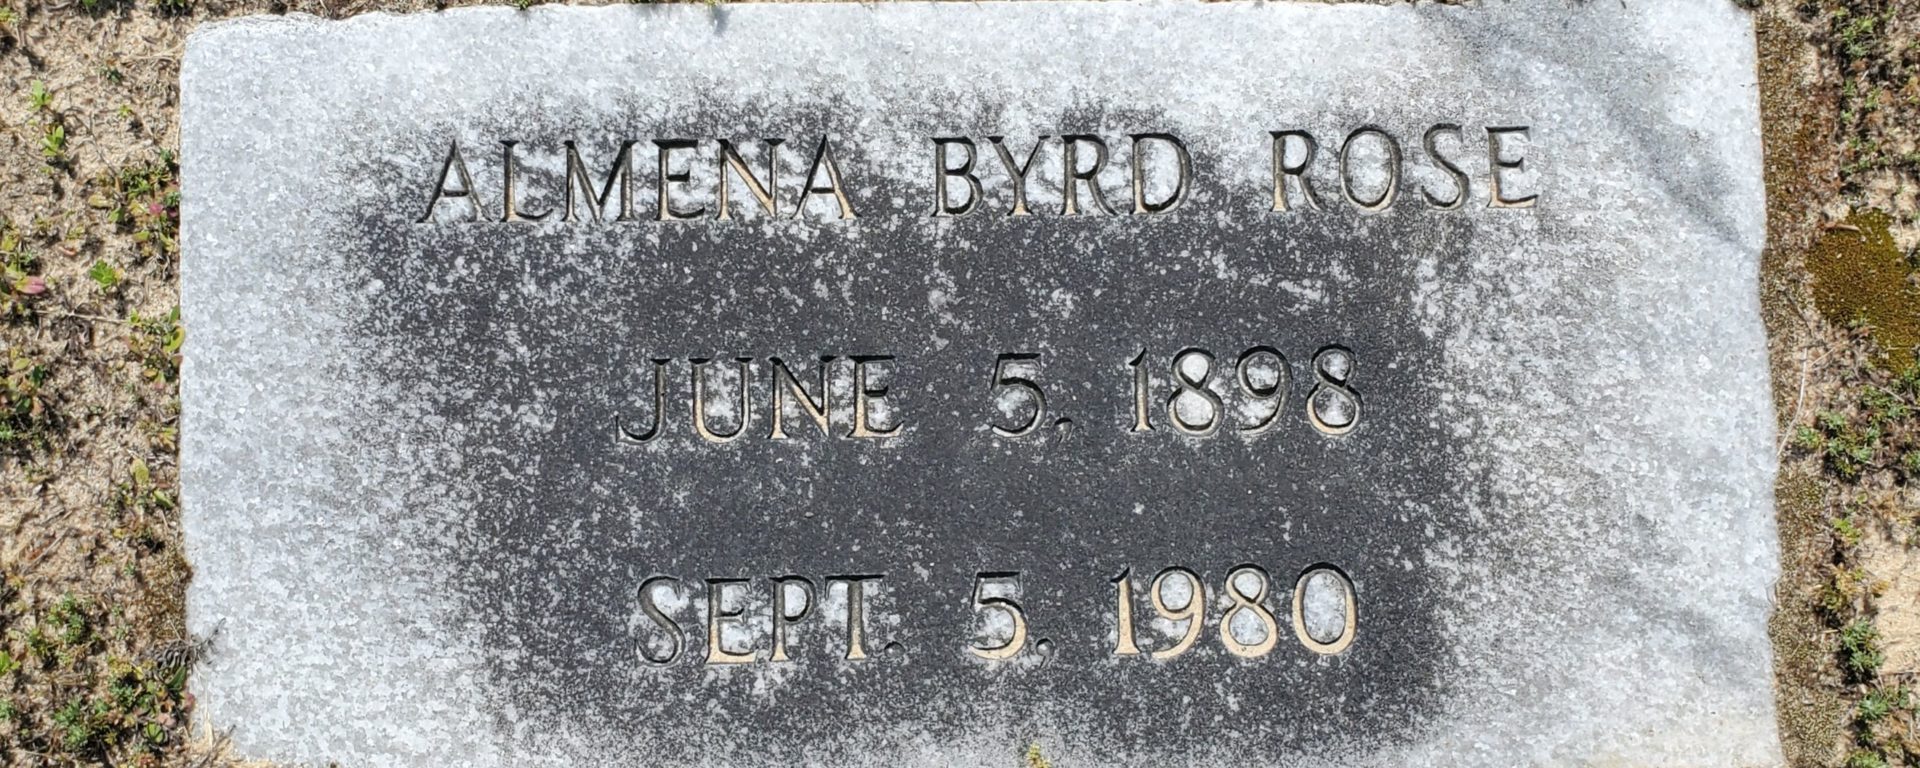 ALMENA BYRD ROSE
JUNE 5, 1898
SEPT. 5, 1980